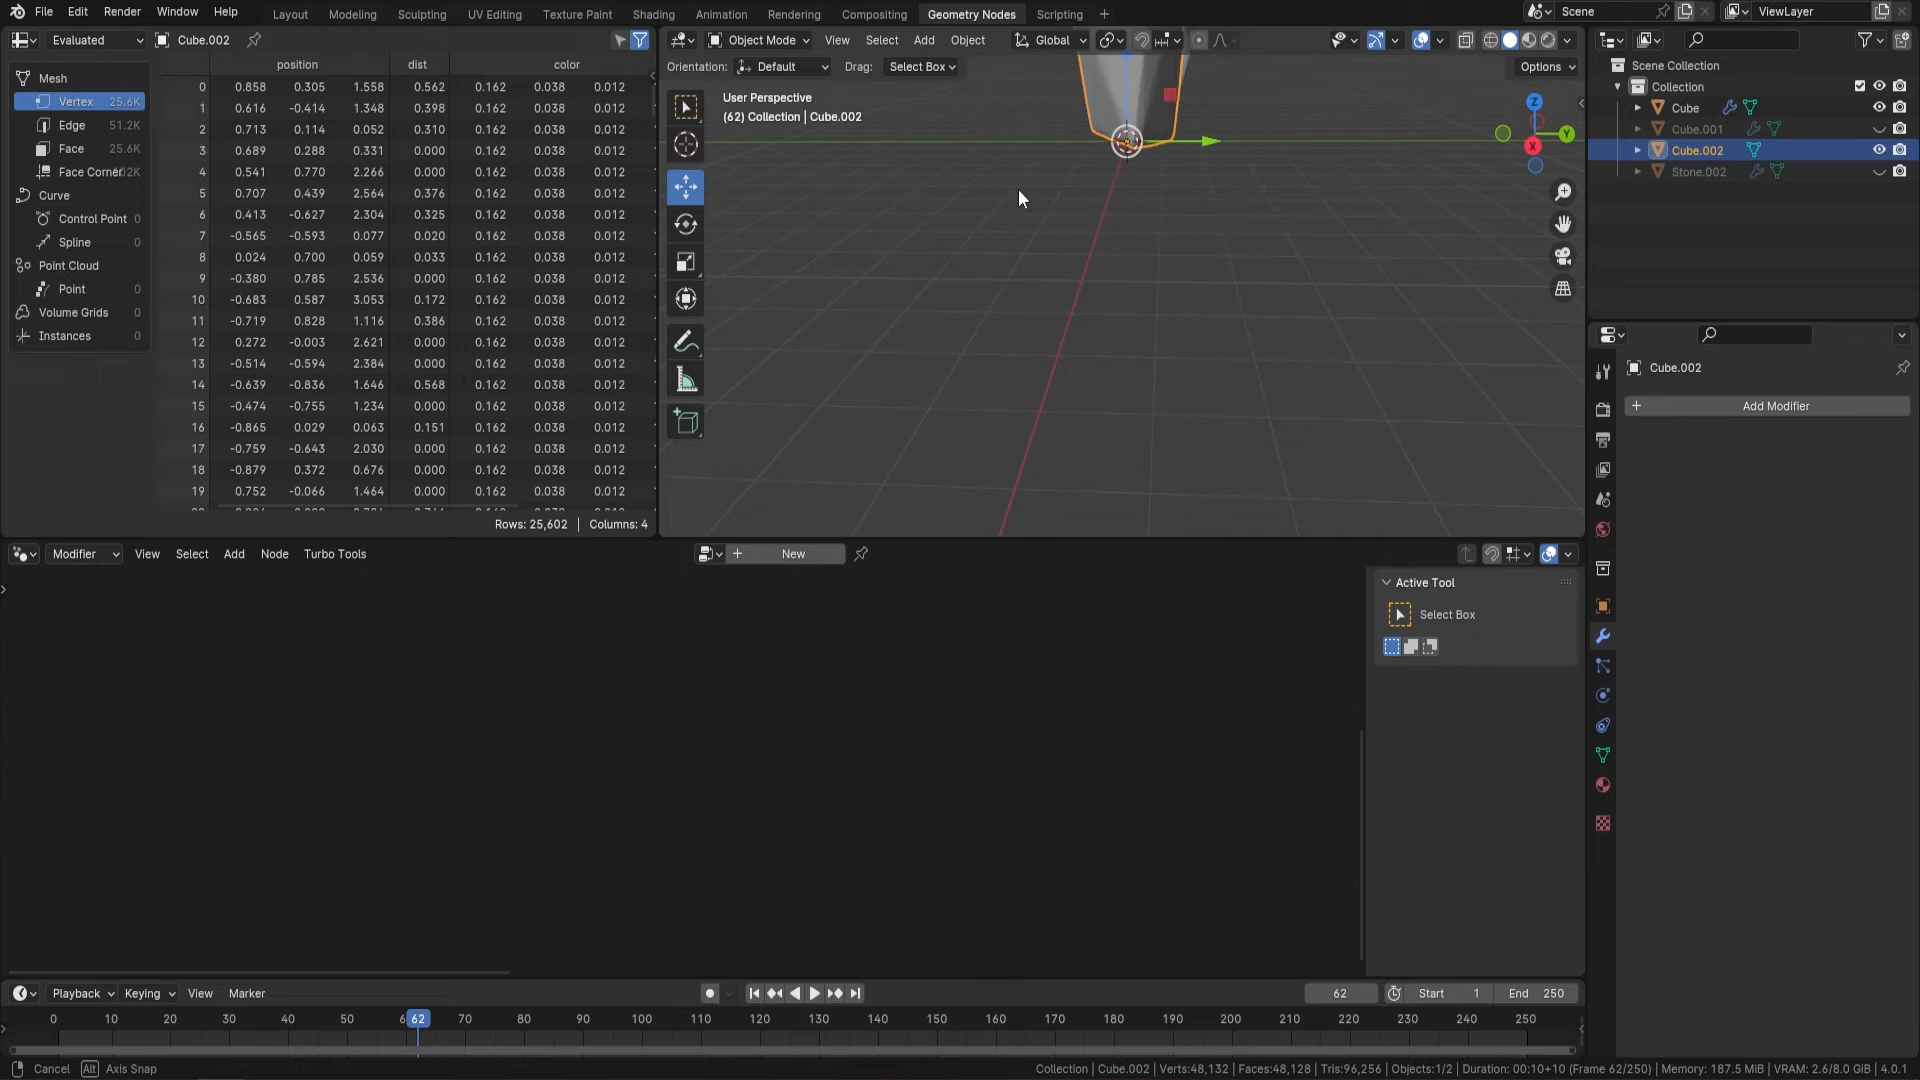 File Edit Render Window Help Layout Modeling Sculpting UV Editing Texture Paint Shading Animation Rendering Compositing Geometry Nodes Scripting + Scene ViewLayer
Evaluated Cube.002
Object Mode View Select Add Object Global
Orientation: Default Drag: Select Box Options
position dist color
Mesh
Vertex 25.6K
Edge 51.2K
Face 25.6K
Face Corner
Curve
Control Point 0
Spline 0
Point Cloud
Point 0
Volume Grids 0
Instances 0
0 0.858 0.305 1.558 0.562 0.162 0.038 0.012
1 0.616 -0.414 1.348 0.398 0.162 0.038 0.012
2 0.713 0.114 0.052 0.310 0.162 0.038 0.012
3 0.689 0.288 0.331 0.000 0.162 0.038 0.012
4 0.541 0.770 2.266 0.000 0.162 0.038 0.012
5 0.707 0.439 2.564 0.376 0.162 0.038 0.012
6 0.413 -0.627 2.304 0.325 0.162 0.038 0.012
7 -0.565 -0.593 0.077 0.020 0.162 0.038 0.012
8 0.024 0.700 0.059 0.033 0.162 0.038 0.012
9 -0.380 0.785 2.536 0.000 0.162 0.038 0.012
10 -0.683 0.587 3.053 0.172 0.162 0.038 0.012
11 -0.719 0.828 1.116 0.386 0.162 0.038 0.012
12 0.272 -0.003 2.621 0.000 0.162 0.038 0.012
13 -0.514 -0.594 2.384 0.000 0.162 0.038 0.012
14 -0.639 -0.836 1.646 0.568 0.162 0.038 0.012
15 -0.474 -0.755 1.234 0.000 0.162 0.038 0.012
16 -0.865 0.029 0.063 0.151 0.162 0.038 0.012
17 -0.759 -0.643 2.030 0.000 0.162 0.038 0.012
18 -0.879 0.372 0.676 0.000 0.162 0.038 0.012
19 0.752 -0.066 1.464 0.000 0.162 0.038 0.012
Rows: 25,602 | Columns: 4
User Perspective
(62) Collection | Cube.002
Z
Y
X
Scene Collection
Collection
Cube
Cube.001
Cube.002
Stone.002
Cube.002
+ Add Modifier
Modifier View Select Add Node Turbo Tools + New
Active Tool
Select Box
Playback Keying View Marker 62 Start 1 End 250
0 10 20 30 40 50 6 62 70 80 90 100 110 120 130 140 150 160 170 180 190 200 210 220 230 240 250
Cancel Alt Axis Snap Collection | Cube.002 | Verts:48,132 | Faces:48,128 | Tris:96,256 | Objects:1/2 | Duration: 00:10+10 (Frame 62/250) | Memory: 187.5 MiB | VRAM: 2.6/8.0 GiB | 4.0.1